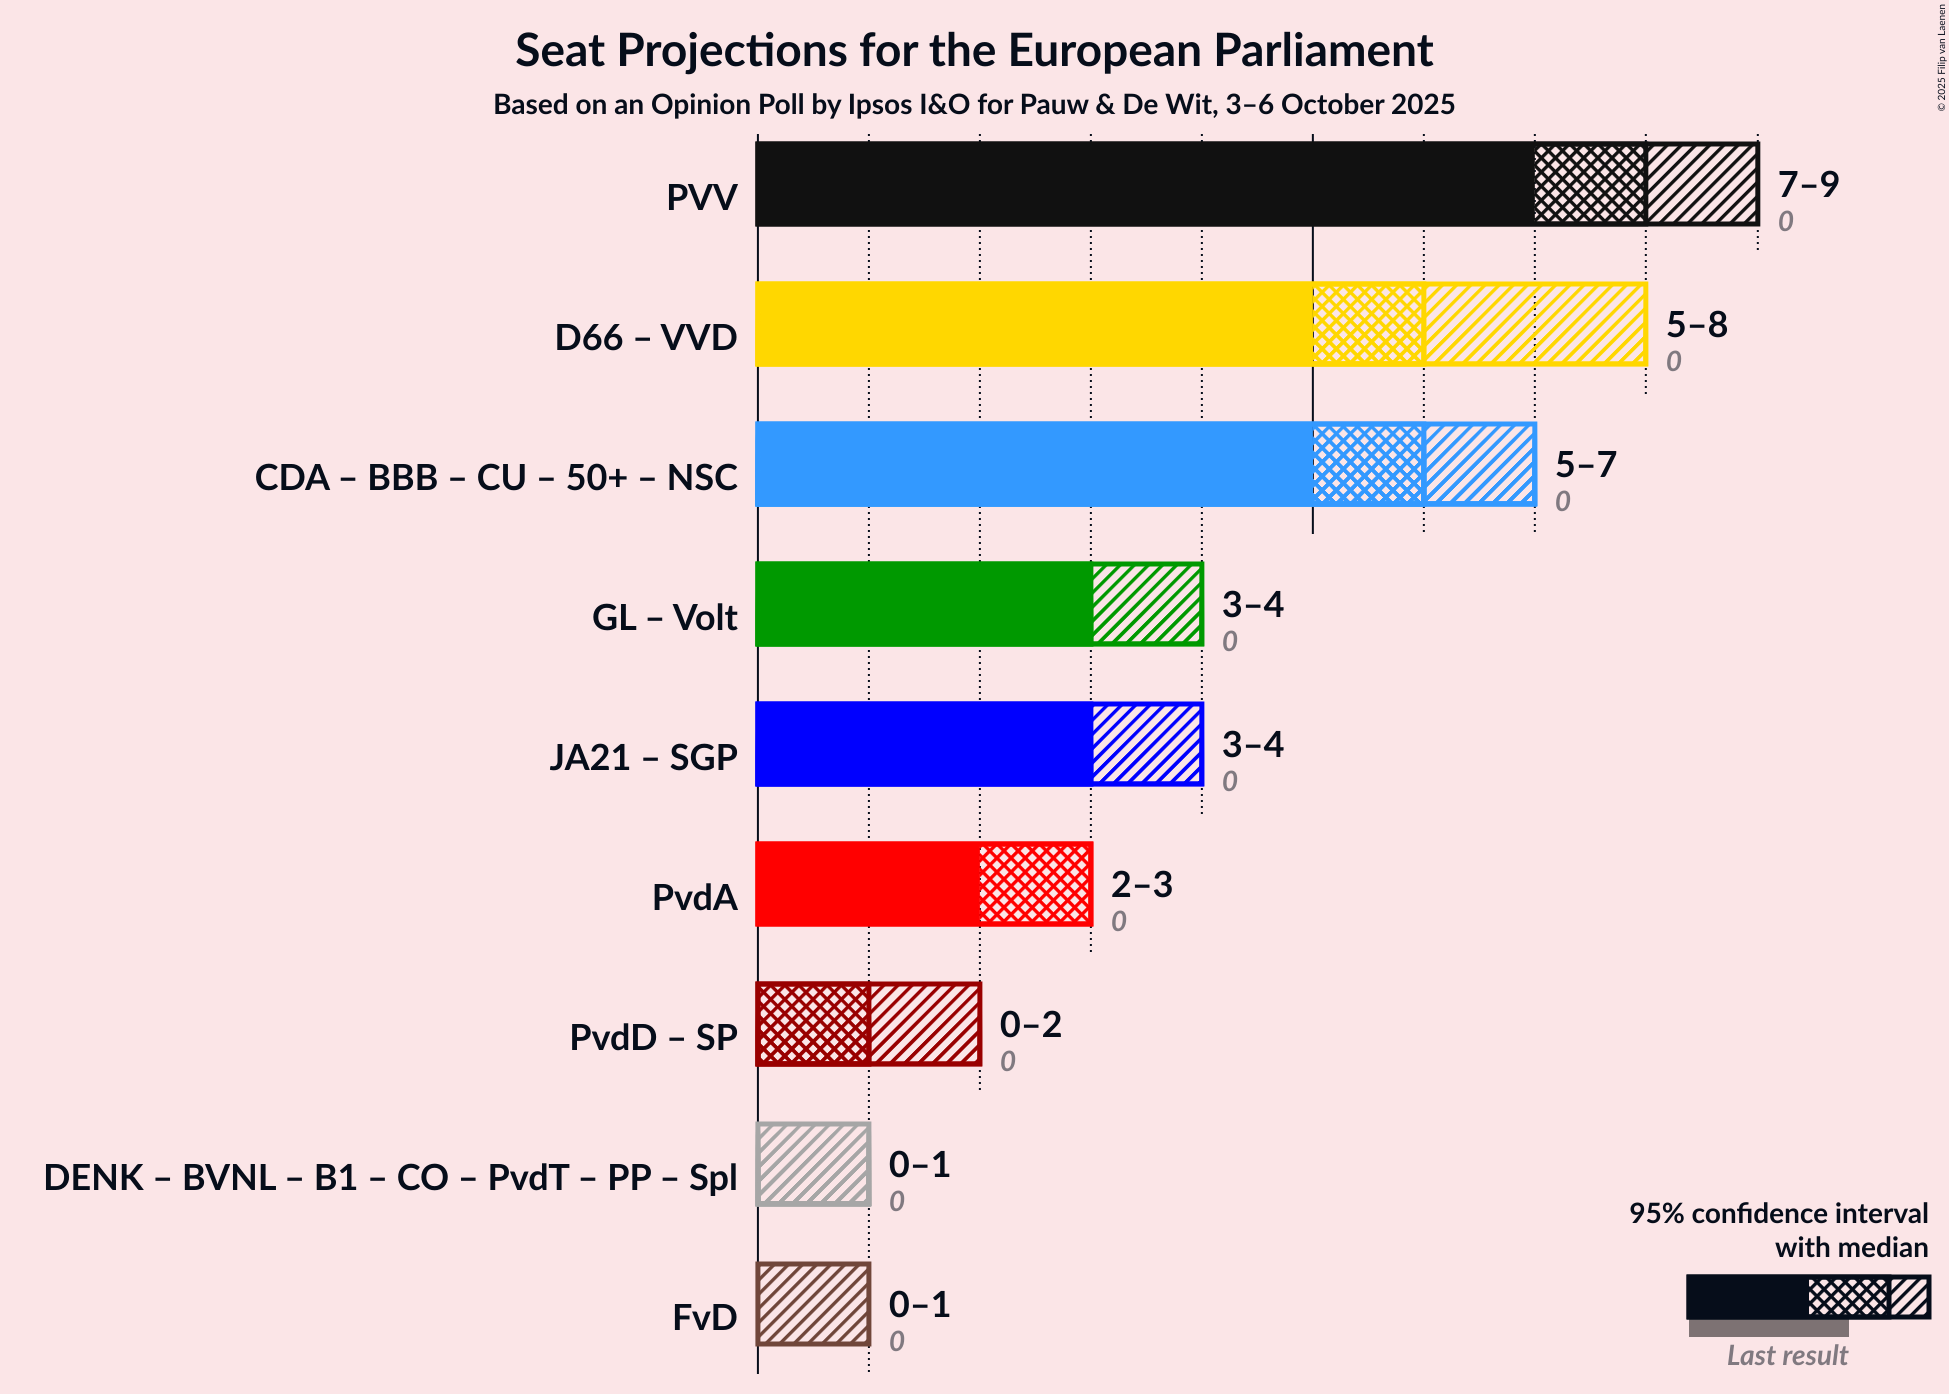 Seat Projections for the European Parliament
Based on an Opinion Poll by Ipsos I&O for Pauw & De Wit, 3–6 October 2025
© 2025 Filip van Laenen
PVV
7–9
0
D66 – VVD
5–8
0
CDA – BBB – CU – 50+ – NSC
5–7
0
GL – Volt
3–4
0
JA21 – SGP
3–4
0
PvdA
2–3
0
PvdD – SP
0–2
0
DENK – BVNL – B1 – CO – PvdT – PP – Spl
0–1
0
FvD
0–1
0
95% confidence interval
with median
Last result